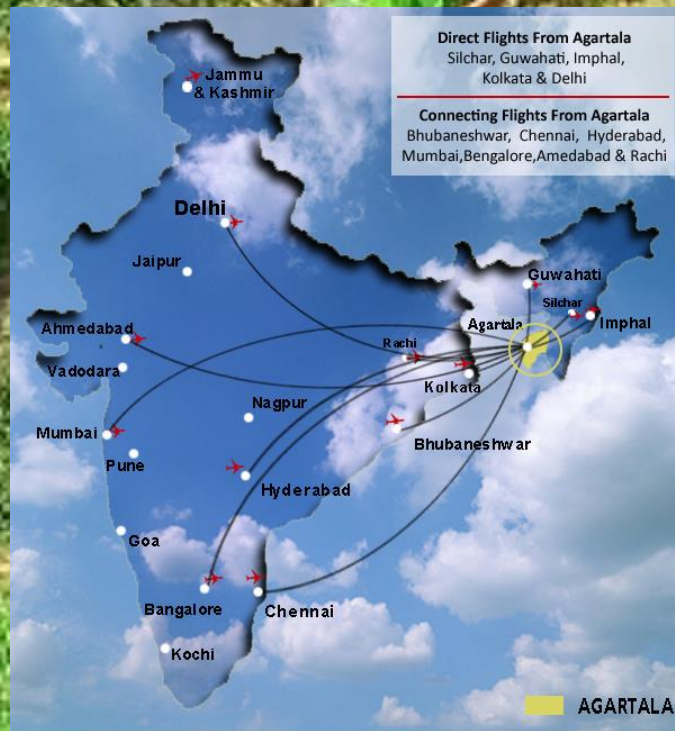 Direct Flights From Agartala
Silchar, Guwahati, Imphal,
Kolkata & Delhi
Connecting Flights From Agartala
Bhubaneshwar, Chennai, Hyderabad,
Mumbai,Bengalore,Amedabad & Rachi
Jammu
& Kashmir
Delhi
Jaipur
Guwahati
Silchar
Imphal
Agartala
Ahmedabad
Rachi
Vadodara
Kolkata
Nagpur
Mumbai
Bhubaneshwar
Pune
Hyderabad
Goa
Bangalore
Chennai
Kochi
AGARTALA